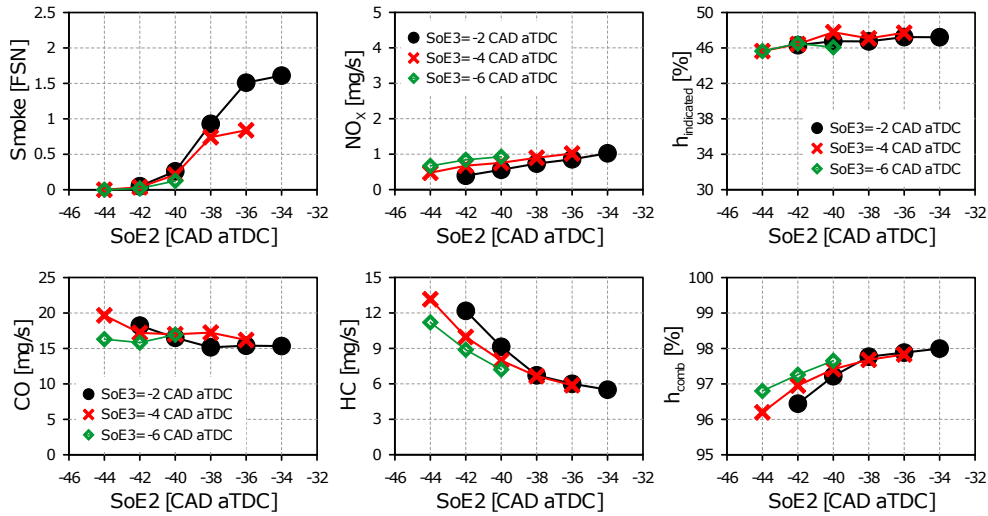 Smoke [FSN]
2
1.5
1
0.5
0
-46 -44 -42 -40 -38 -36 -34 -32
SoE2 [CAD aTDC]
NOX [mg/s]
5
4
3
2
1
0
SoE3= -2 CAD aTDC
SoE3= -4 CAD aTDC
SoE3= -6 CAD aTDC
-46 -44 -42 -40 -38 -36 -34 -32
SoE2 [CAD aTDC]
hindicated [%]
50
46
42
38
34
30
SoE3= -2 CAD aTDC
SoE3= -4 CAD aTDC
SoE3= -6 CAD aTDC
-46 -44 -42 -40 -38 -36 -34 -32
SoE2 [CAD aTDC]
CO [mg/s]
25
20
15
10
5
0
SoE3= -2 CAD aTDC
SoE3= -4 CAD aTDC
SoE3= -6 CAD aTDC
-46 -44 -42 -40 -38 -36 -34 -32
SoE2 [CAD aTDC]
HC [mg/s]
15
12
9
6
3
0
-46 -44 -42 -40 -38 -36 -34 -32
SoE2 [CAD aTDC]
hcomb [%]
100
99
98
97
96
95
-46 -44 -42 -40 -38 -36 -34 -32
SoE2 [CAD aTDC]